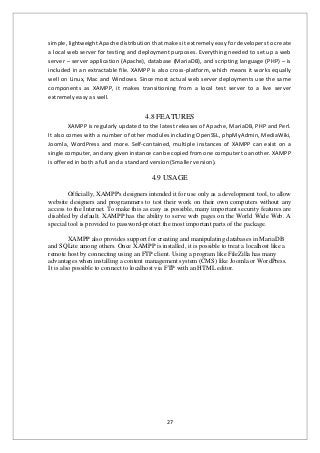 simple, lightweight Apache distribution that makes it extremely easy for developers to create
a local web server for testing and deployment purposes. Everything needed to set up a web
server – server application (Apache), database (MariaDB), and scripting language (PHP) – is
included in an extractable file. XAMPP is also cross-platform, which means it works equally
well on Linux, Mac and Windows. Since most actual web server deployments use the same
components as XAMPP, it makes transitioning from a local test server to a live server
extremely easy as well.
4.8 FEATURES
XAMPP is regularly updated to the latest releases of Apache, MariaDB, PHP and Perl.
It also comes with a number of other modules including OpenSSL, phpMyAdmin, MediaWiki,
Joomla, WordPress and more. Self-contained, multiple instances of XAMPP can exist on a
single computer, and any given instance can be copied from one computer to another. XAMPP
is offered in both a full and a standard version (Smaller version).
4.9 USAGE
Officially, XAMPP's designers intended it for use only as a development tool, to allow
website designers and programmers to test their work on their own computers without any
access to the Internet. To make this as easy as possible, many important security features are
disabled by default. XAMPP has the ability to serve web pages on the World Wide Web. A
special tool is provided to password-protect the most important parts of the package.
XAMPP also provides support for creating and manipulating databases in MariaDB
and SQLite among others. Once XAMPP is installed, it is possible to treat a localhost like a
remote host by connecting using an FTP client. Using a program like FileZilla has many
advantages when installing a content management system (CMS) like Joomla or WordPress.
It is also possible to connect to localhost via FTP with an HTML editor.
27